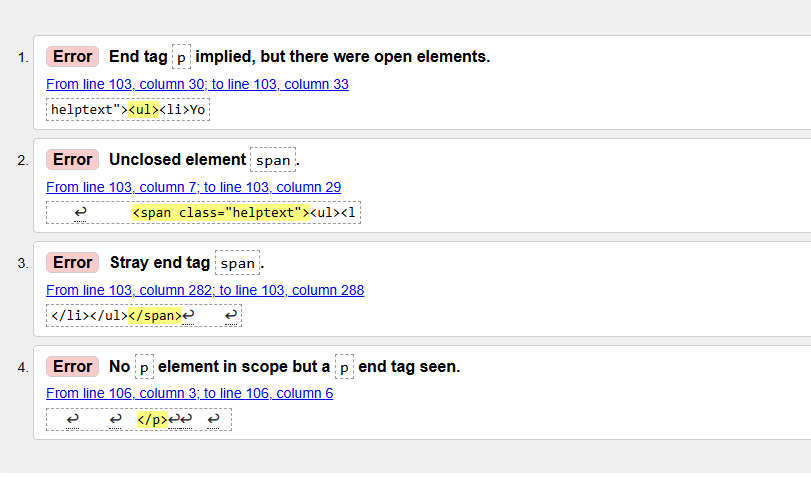 1. Error End tag p implied, but there were open elements.
From line 103, column 30; to line 103, column 33
helptext"><ul><li>Yo
2. Error Unclosed element span.
From line 103, column 7; to line 103, column 29
↩ <span class="helptext"><ul><l
3. Error Stray end tag span.
From line 103, column 282; to line 103, column 288
</li></ul></span>↩ ↩
4. Error No p element in scope but a p end tag seen.
From line 106, column 3; to line 106, column 6
↩ ↩ </p>↩↩ ↩